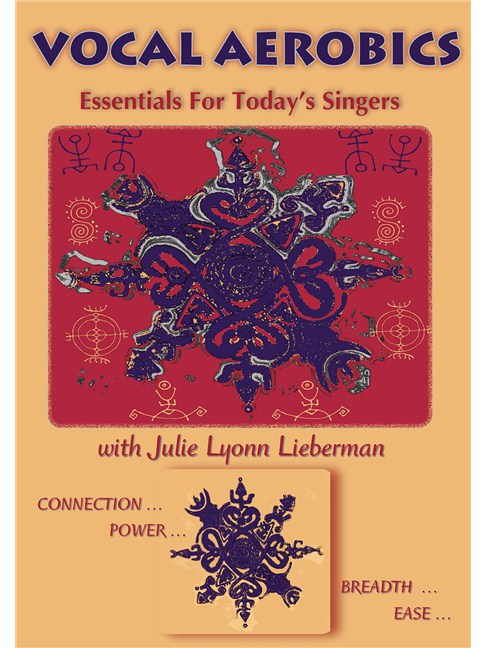 VOCAL AEROBICS
Essentials For Today's Singers
with Julie Lyonn Lieberman
CONNECTION ...
POWER ...
BREADTH ...
EASE ...